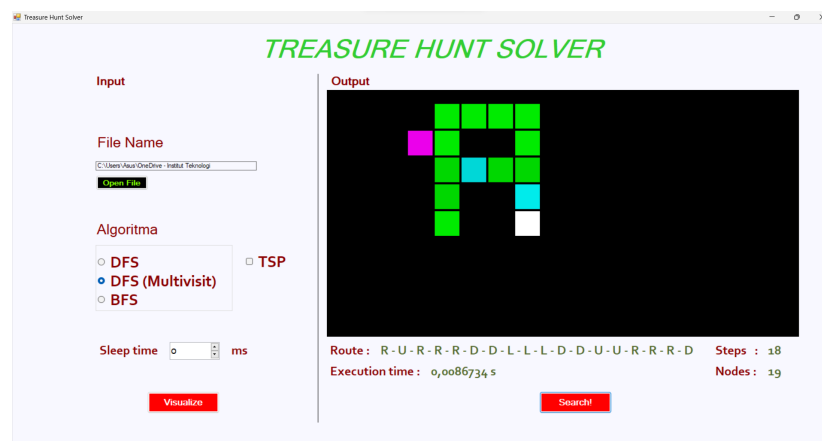 Treasure Hunt Solver
TREASURE HUNT SOLVER
Input
Output
File Name
C:\Users\Asus\OneDrive - Institut Teknologi
Open File
Algoritma
DFS
TSP
DFS (Multivisit)
BFS
Sleep time 0 ms
Route : R - U - R - R - R - D - D - L - L - L - D - D - U - U - R - R - R - D Steps : 18
Execution time : 0,0086734 s Nodes : 19
Visualize
Search!